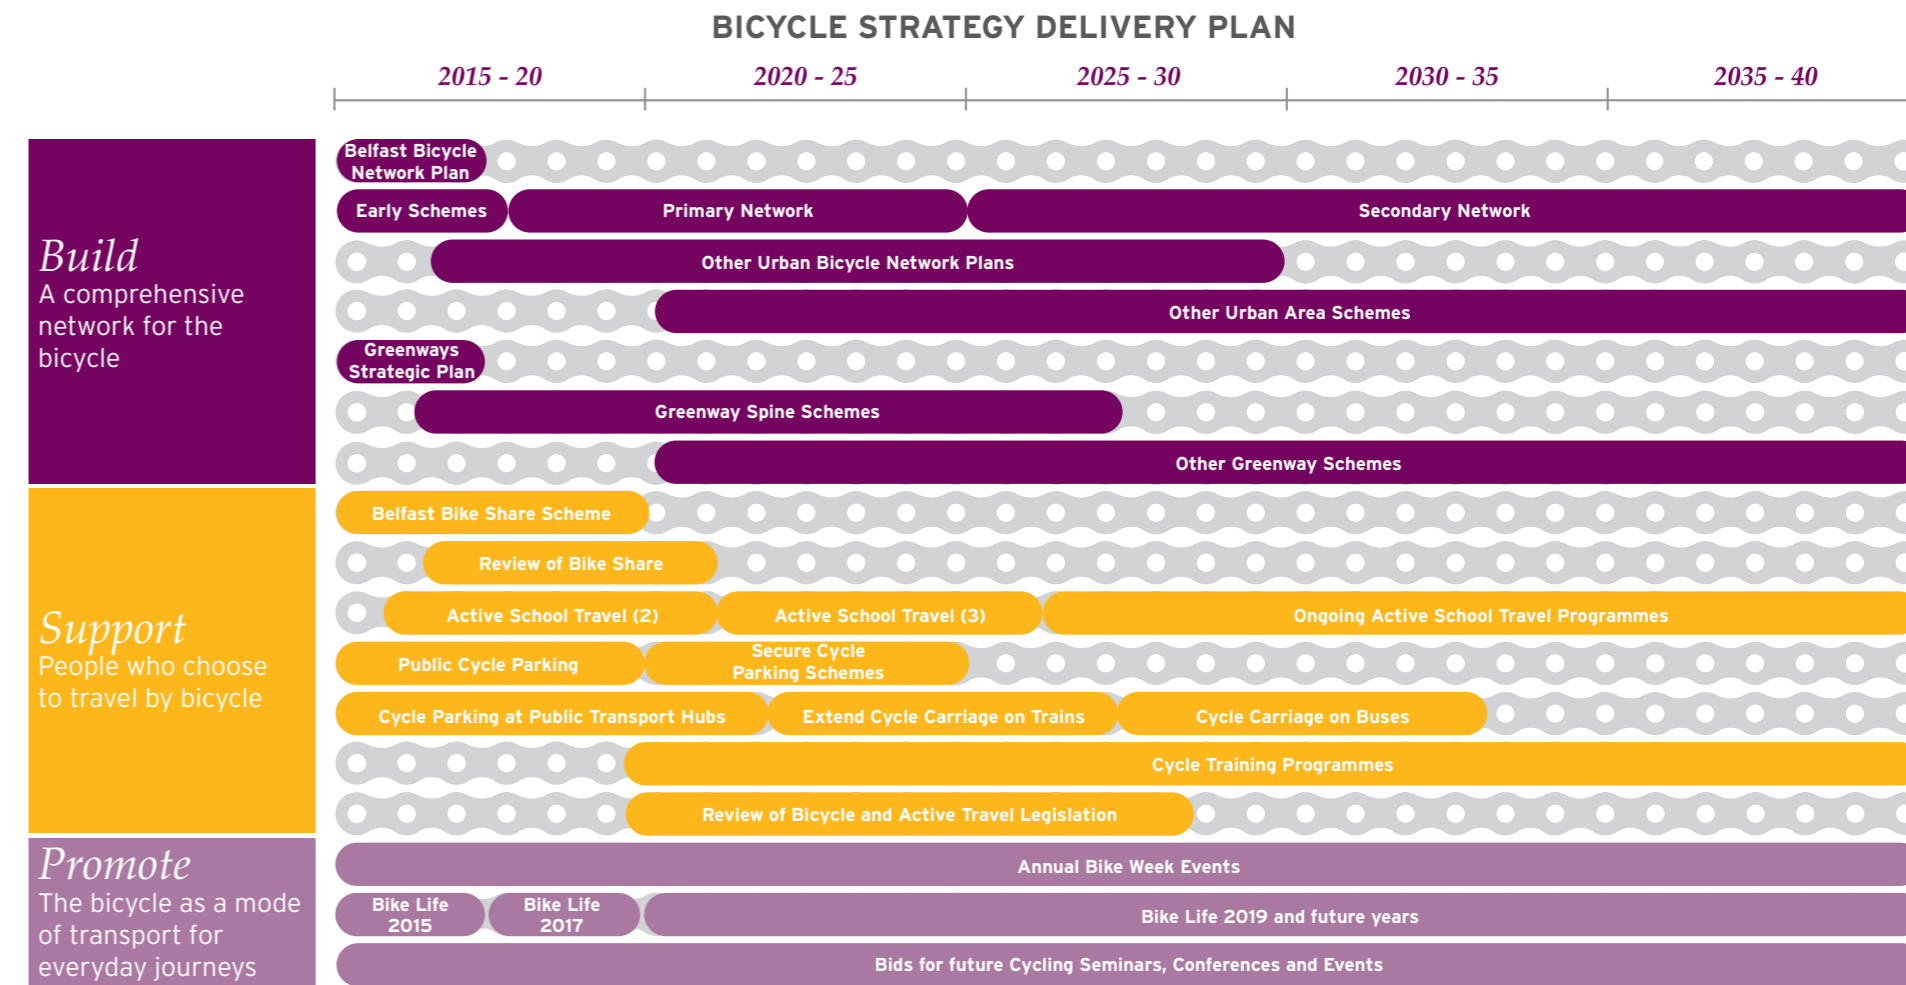 BICYCLE STRATEGY DELIVERY PLAN
2015 - 20
2020 - 25
2025 - 30
2030 - 35
2035 - 40
Build
A comprehensive
network for the
bicycle
Belfast Bicycle
Network Plan
Early Schemes
Primary Network
Secondary Network
Other Urban Bicycle Network Plans
Other Urban Area Schemes
Greenways
Strategic Plan
Greenway Spine Schemes
Other Greenway Schemes
Support
People who choose
to travel by bicycle
Belfast Bike Share Scheme
Review of Bike Share
Active School Travel (2)
Active School Travel (3)
Ongoing Active School Travel Programmes
Public Cycle Parking
Secure Cycle
Parking Schemes
Cycle Parking at Public Transport Hubs
Extend Cycle Carriage on Trains
Cycle Carriage on Buses
Cycle Training Programmes
Review of Bicycle and Active Travel Legislation
Promote
The bicycle as a mode
of transport for
everyday journeys
Annual Bike Week Events
Bike Life
2015
Bike Life
2017
Bike Life 2019 and future years
Bids for future Cycling Seminars, Conferences and Events